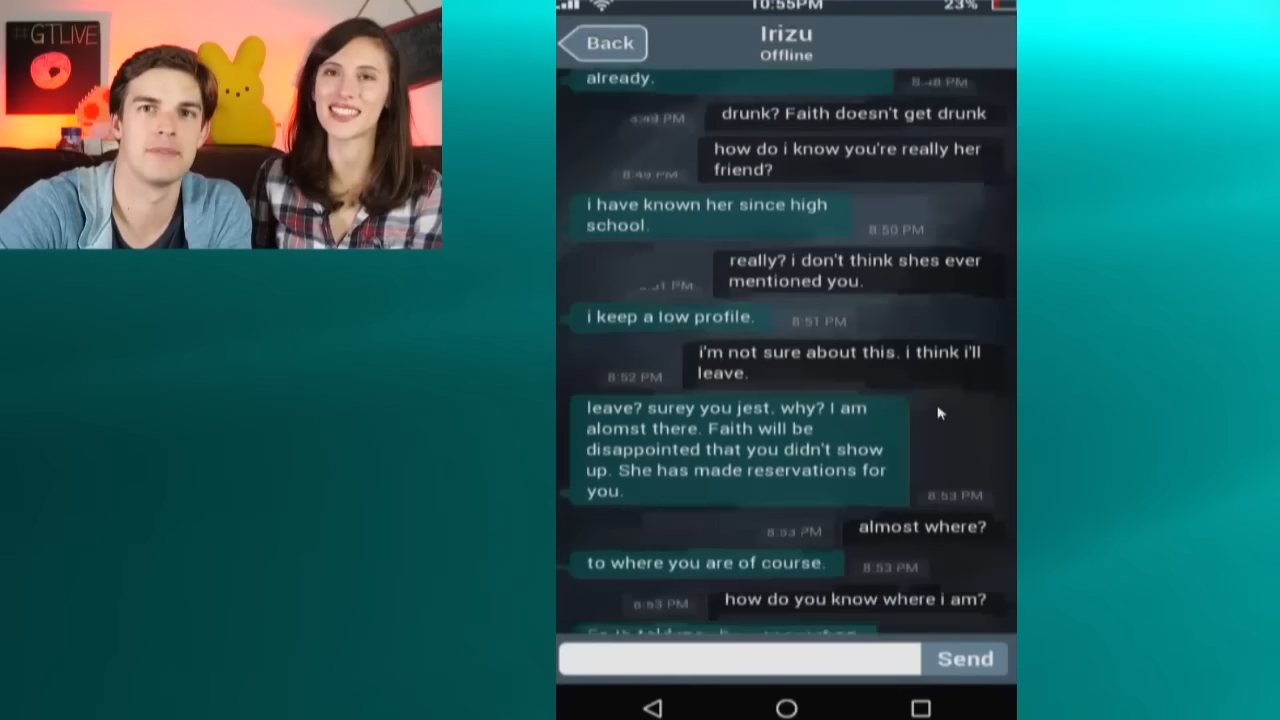 #GTLIVE
10:55PM
23%
Back
Irizu
Offline
already.
8:48 PM
drunk? Faith doesn't get drunk
8:49 PM
how do i know you're really her
friend?
8:49 PM
i have known her since high
school.
8:50 PM
really? i don't think shes ever
mentioned you.
PM
i keep a low profile.
8:51 PM
i'm not sure about this. i think i'll
leave.
8:52 PM
leave? surey you jest, why? I am
alomst there. Faith will be
disappointed that you didn't show
up. She has made reservations for
you.
8:53 PM
almost where?
8:53 PM
to where you are of course.
8:53 PM
how do you know where i am?
8:53 PM
Send